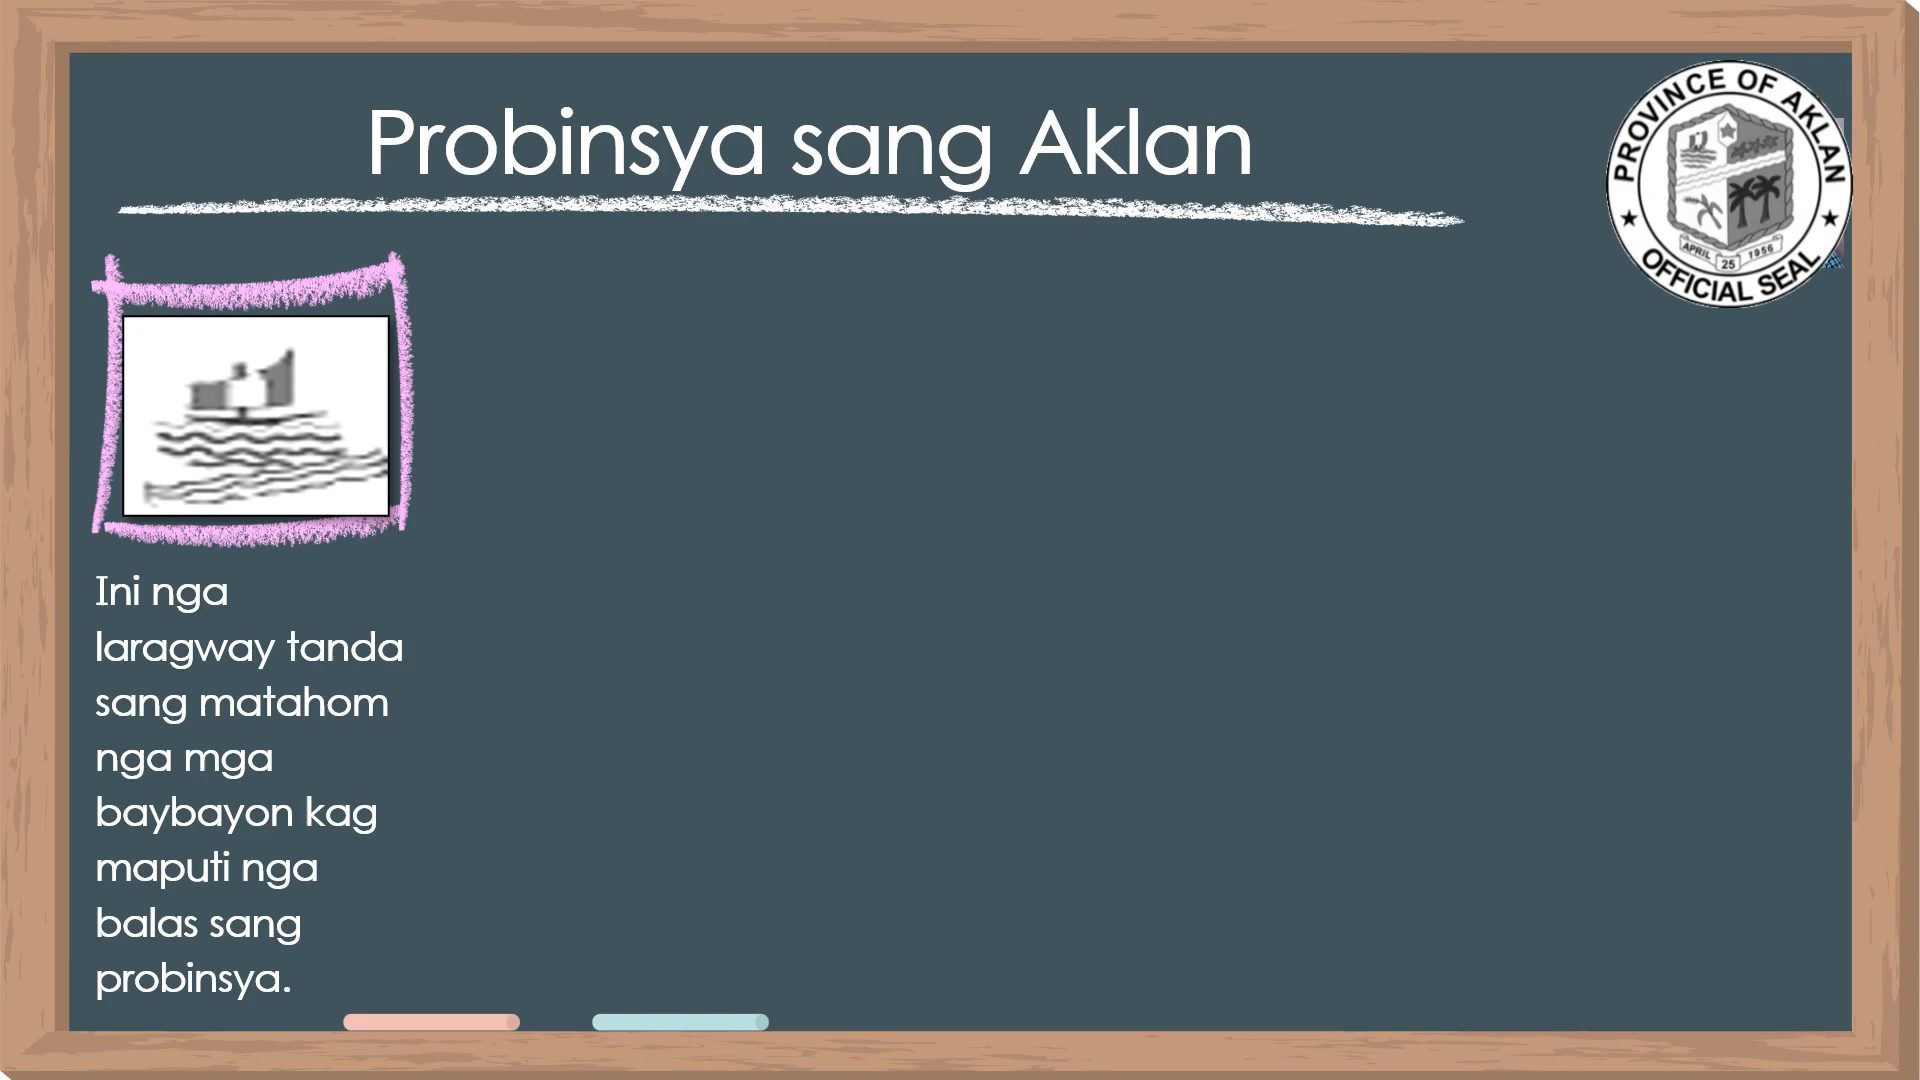 Probinsya sang Aklan
PROVINCE OF AKLAN
APRIL 25 1956
OFFICIAL SEAL
Ini nga
laragway tanda
sang matahom
nga mga
baybayon kag
maputi nga
balas sang
probinsya.